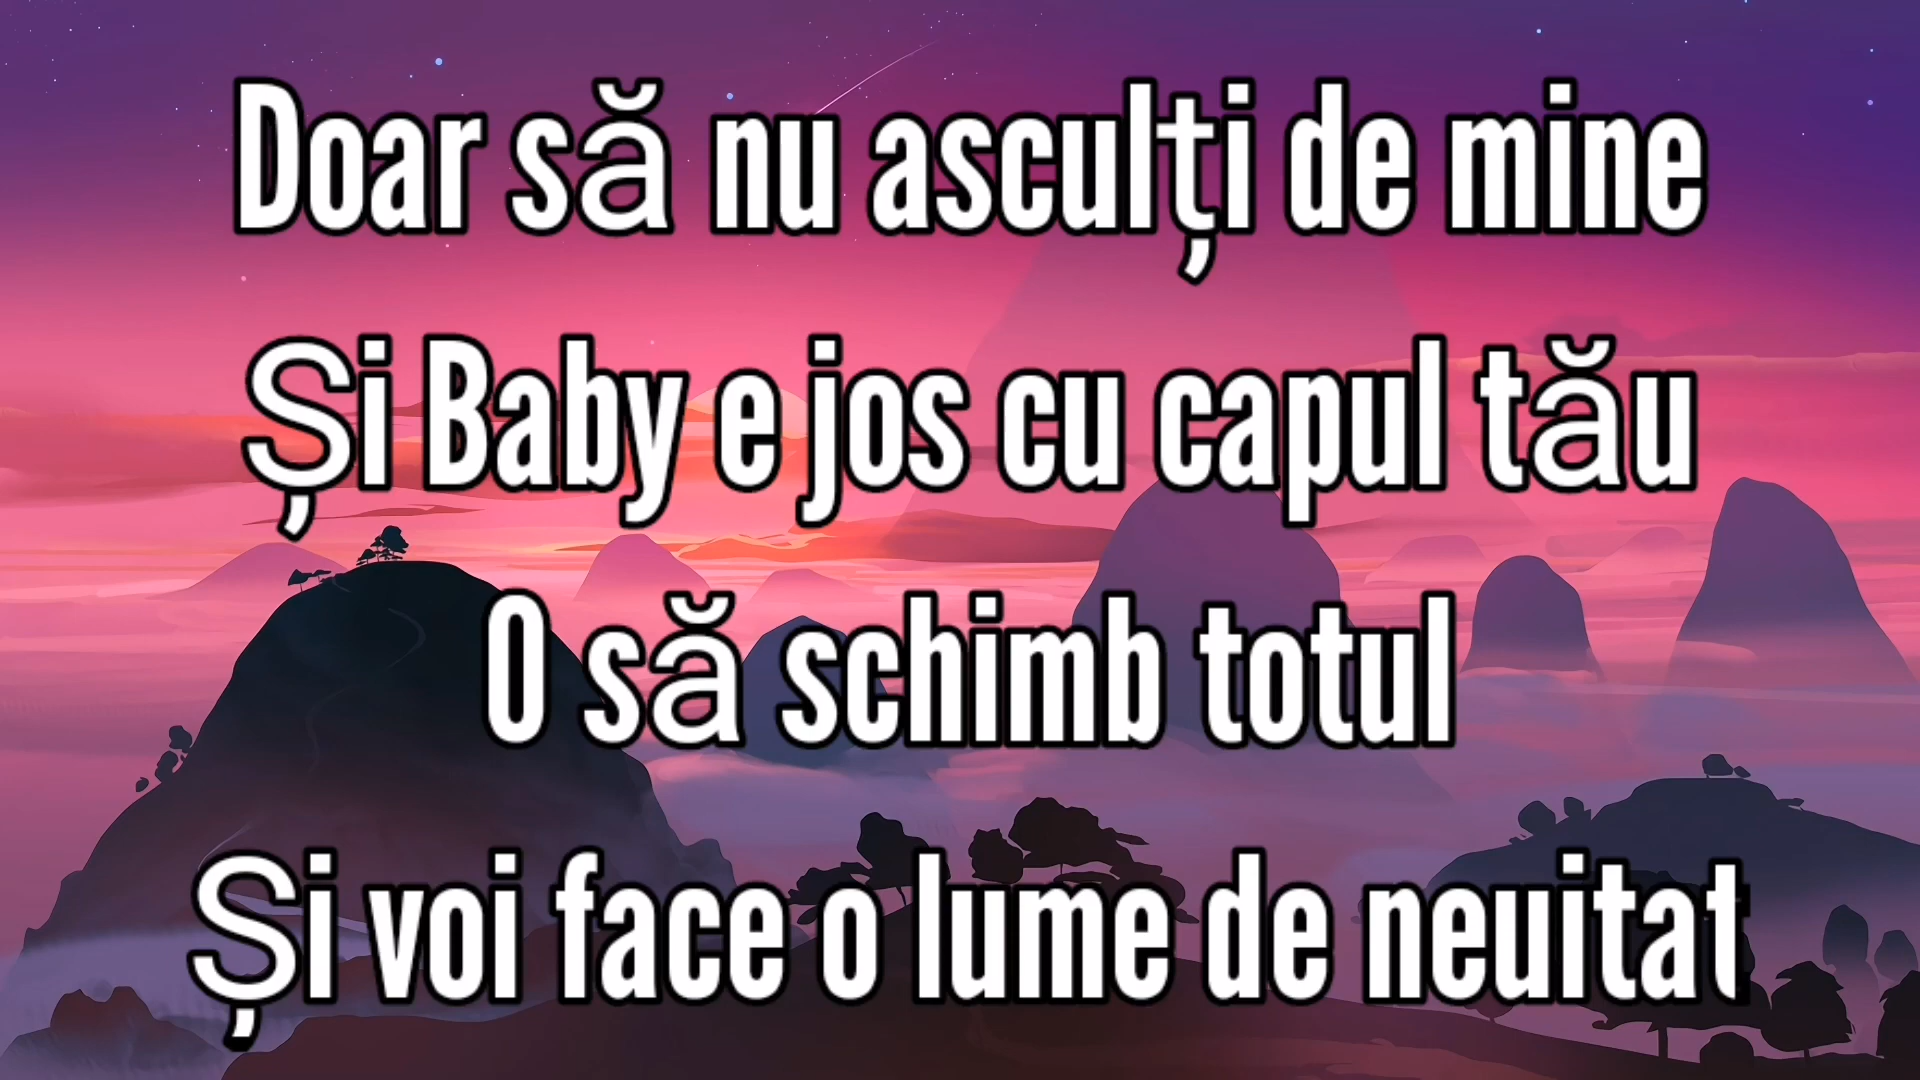 Doar să nu asculți de mine
Și Baby e jos cu capul tău
O să schimb totul
Și voi face o lume de neuitat